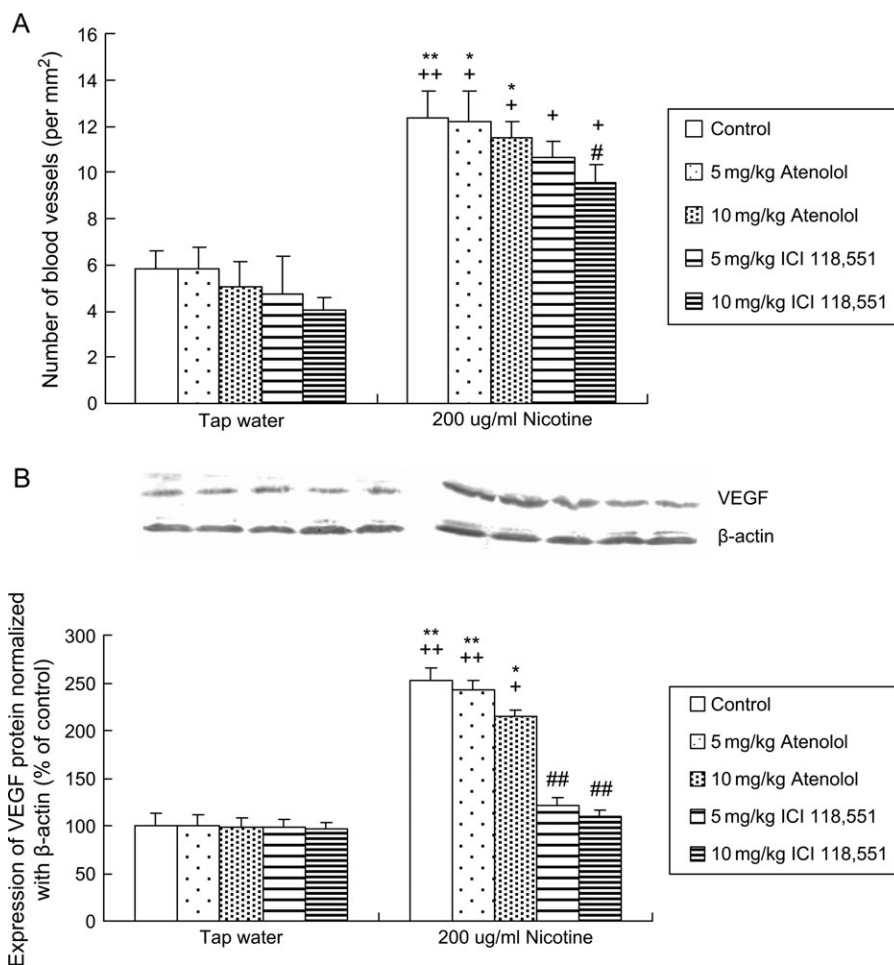 A
Number of blood vessels (per mm²)
16
14
12
10
8
6
4
2
0
**
++
*
+
*
+
+
+
#
Tap water
200 ug/ml Nicotine
Control
5 mg/kg Atenolol
10 mg/kg Atenolol
5 mg/kg ICI 118,551
10 mg/kg ICI 118,551
B
VEGF
β-actin
Expression of VEGF protein normalized
with β-actin (% of control)
300
250
200
150
100
50
0
**
++
**
++
*
+
##
##
Tap water
200 ug/ml Nicotine
Control
5 mg/kg Atenolol
10 mg/kg Atenolol
5 mg/kg ICI 118,551
10 mg/kg ICI 118,551